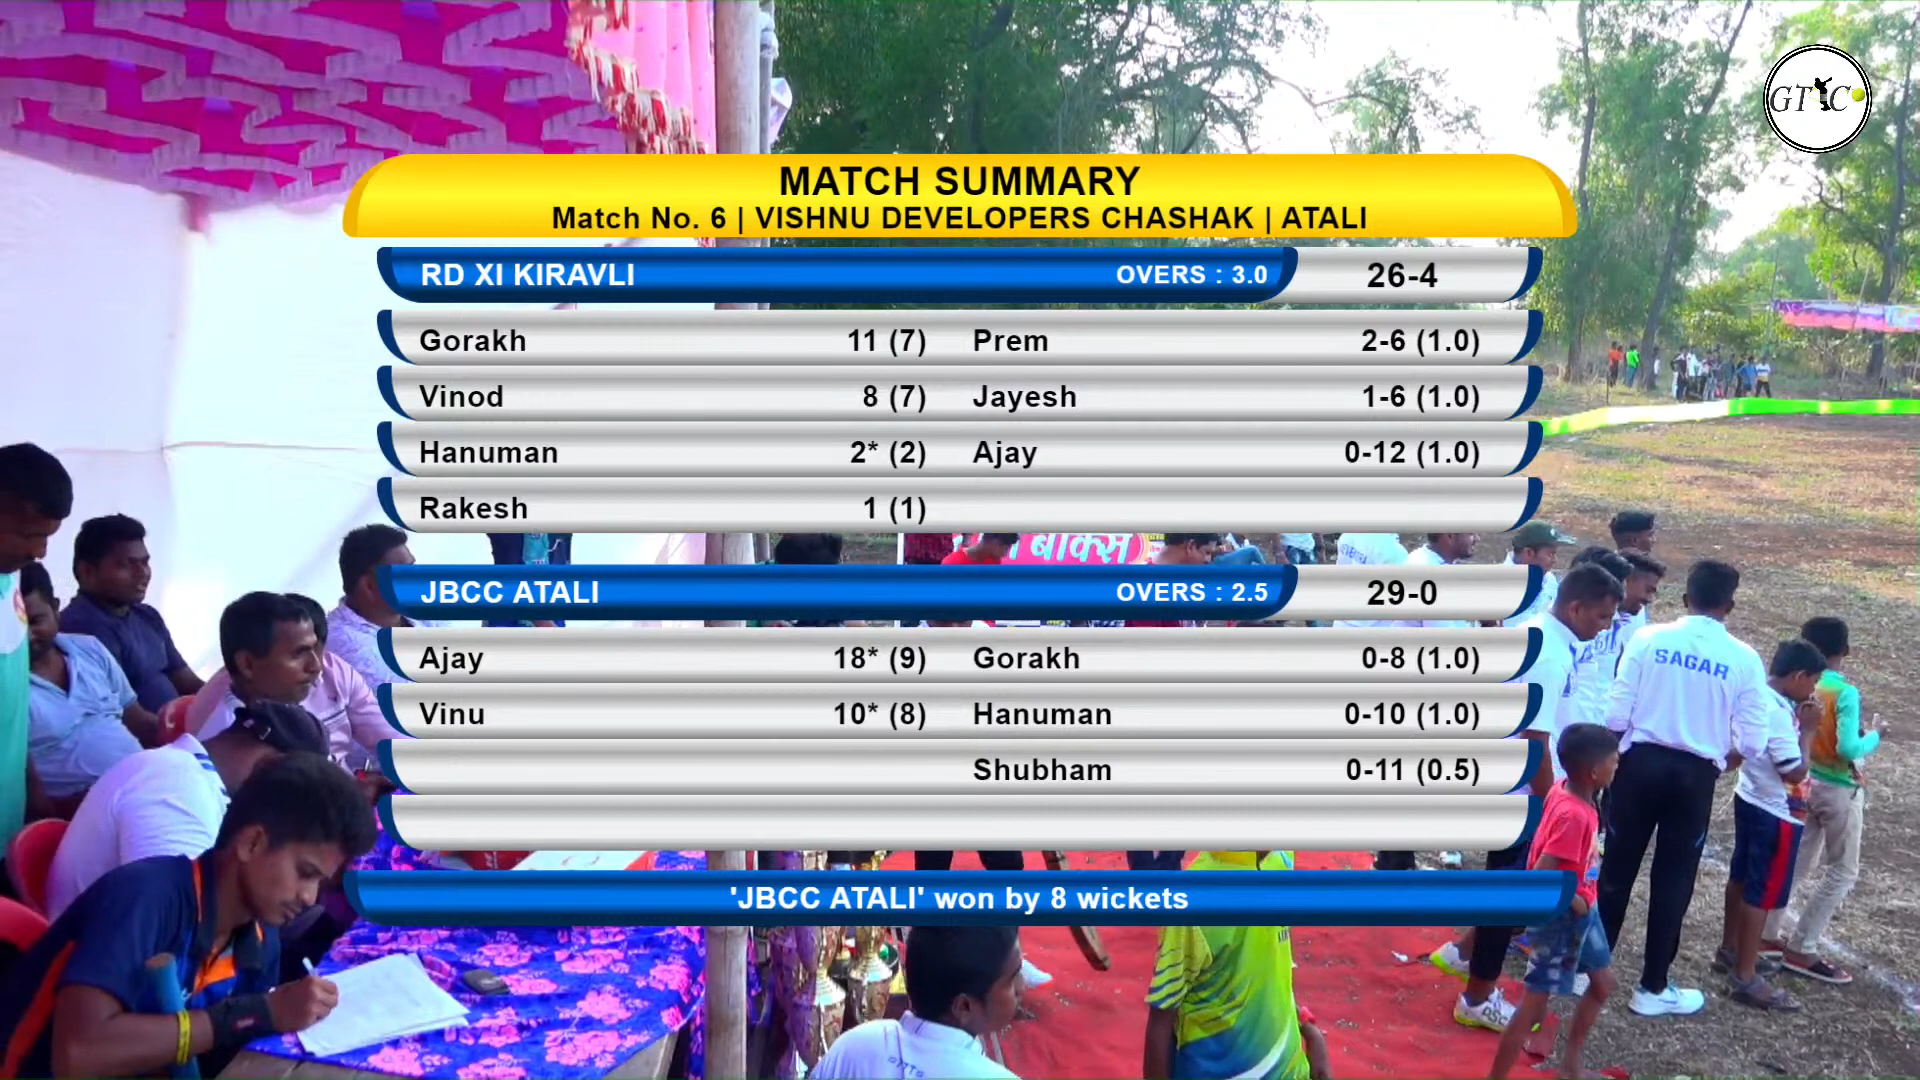 GTC
MATCH SUMMARY
Match No. 6 | VISHNU DEVELOPERS CHASHAK | ATALI
RD XI KIRAVLI OVERS : 3.0 26-4
Gorakh 11 (7) Prem 2-6 (1.0)
Vinod 8 (7) Jayesh 1-6 (1.0)
Hanuman 2* (2) Ajay 0-12 (1.0)
Rakesh 1 (1)
बॉक्स
JBCC ATALI OVERS : 2.5 29-0
Ajay 18* (9) Gorakh 0-8 (1.0)
Vinu 10* (8) Hanuman 0-10 (1.0)
Shubham 0-11 (0.5)
SAGAR
'JBCC ATALI' won by 8 wickets